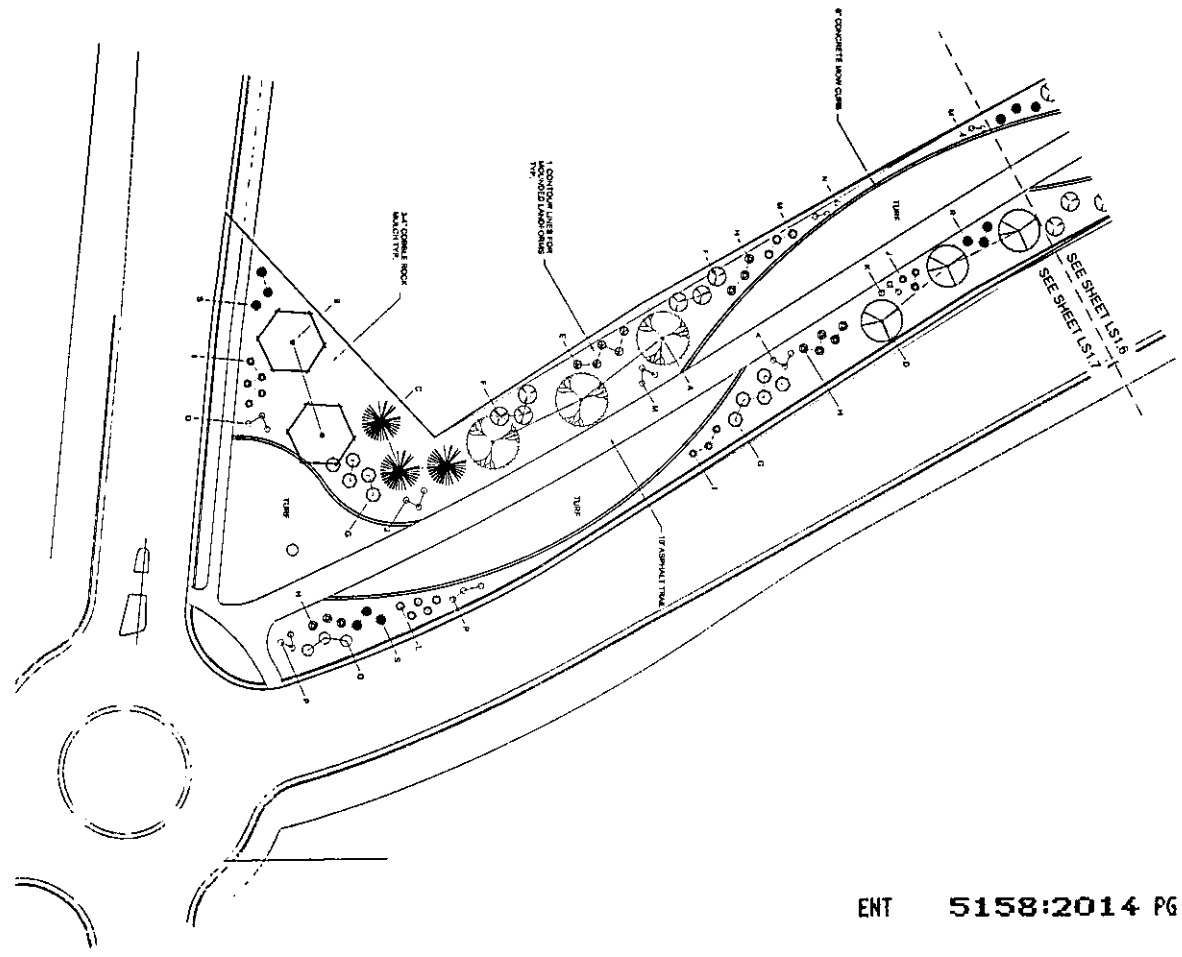 6" CONCRETE MOW CURB
M
N
M
H
F
TURF
R
J
K
SEE SHEET LS1.6
SEE SHEET LS1.7
1' CONTOUR LINES FOR
MOUNDED LANDFORMS
TYP.
3-4" COBBLE ROCK
MULCH TYP.
S
B
I
D
C
F
E
A
M
O
H
G
I
G
TURF
TURF
10' ASPHALT TRAIL
H
P
L
S
O
P
ENT 5158:2014 PG